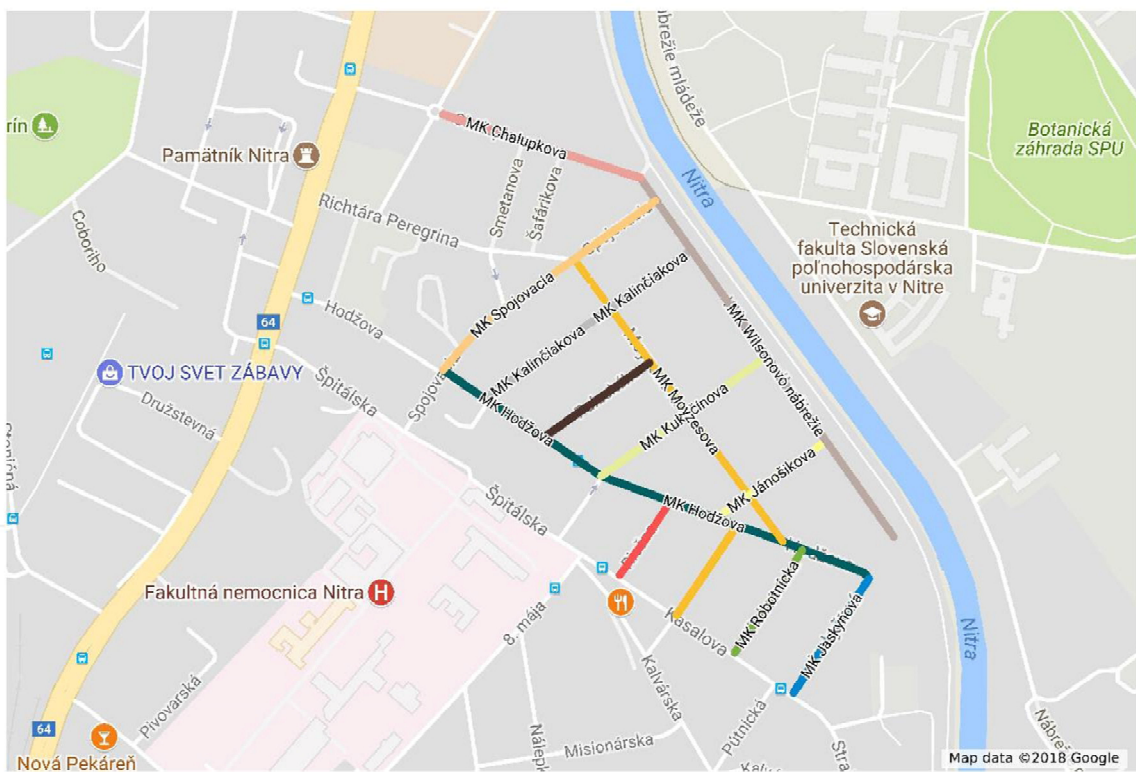 Nábrežie mládeže
rín
MK Chalupkova
Botanická
záhrada SPU
Pamätník Nitra
Nitra
Smetanova
Šafárikova
Richtára Peregrina
Coboriho
Technická
fakulta Slovenská
poľnohospodárska
univerzita v Nitre
MK Spojovacia
MK Kalinčiakova
Hodžova
64
MK Kalinčiakova
MK Wilsonovo nábrežie
TVOJ SVET ZÁBAVY
Špitálska
MK Hodžova
MK Kukučínova
MK Moyzesova
Družstevná
MK Jánošikova
Špitálska
MK Hodžova
Fakultná nemocnica Nitra
H
8. mája
Kasalova
MK Robotnícka
MK Jaskyňová
Nitra
Pivovarská
Kalvárska
Pútnická
64
Misionárska
Nová Pekáreň
Map data ©2018 Google